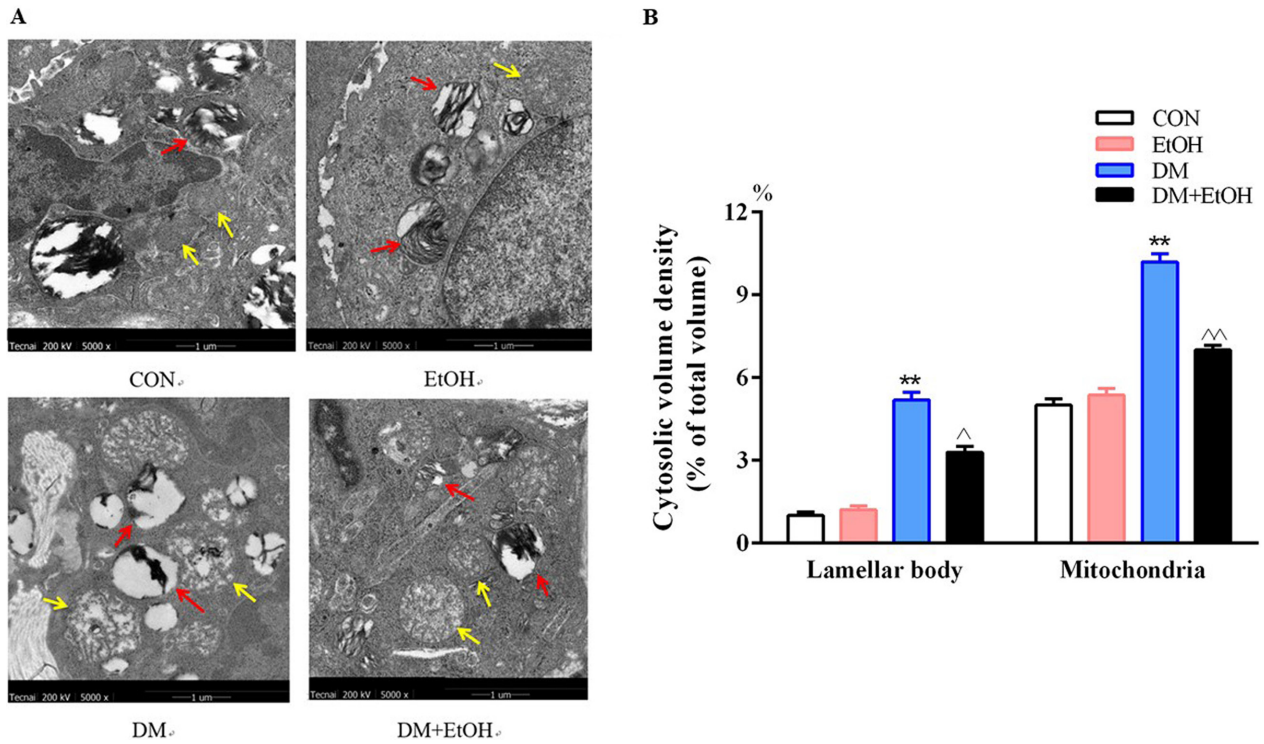 A
B
Tecnai 200 kV 5000 x 1 um
Tecnai 200 kV 5000 x 1 um
CON
EtOH
Tecnai 200 kV 5000 x 1 um
Tecnai 200 kV 5000 x 1 um
DM
DM+EtOH
CON
EtOH
DM
DM+EtOH
%
12
9
6
3
0
Cytosolic volume density
(% of total volume)
**
^
**
^^
Lamellar body
Mitochondria